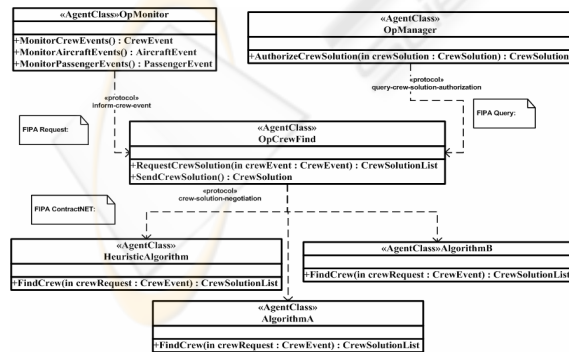 «AgentClass»OpMonitor
+MonitorCrewEvents() : CrewEvent
+MonitorAircraftEvents() : AircraftEvent
+MonitorPassengerEvents() : PassengerEvent
«AgentClass»
OpManager
+AuthorizeCrewSolution(in crewSolution : CrewSolution) : CrewSolution
«protocol»
inform-crew-event
«protocol»
query-crew-solution-authorization
FIPA Request:
FIPA Query:
«AgentClass»
OpCrewFind
+RequestCrewSolution(in crewEvent : CrewEvent) : CrewSolutionList
+SendCrewSolution() : CrewSolution
«protocol»
crew-solution-negotiation
FIPA ContractNET:
«AgentClass»
HeuristicAlgorithm
+FindCrew(in crewRequest : CrewEvent) : CrewSolutionList
«AgentClass»AlgorithmB
+FindCrew(in crewRequest : CrewEvent) : CrewSolutionList
«AgentClass»
AlgorithmA
+FindCrew(in crewRequest : CrewEvent) : CrewSolutionList